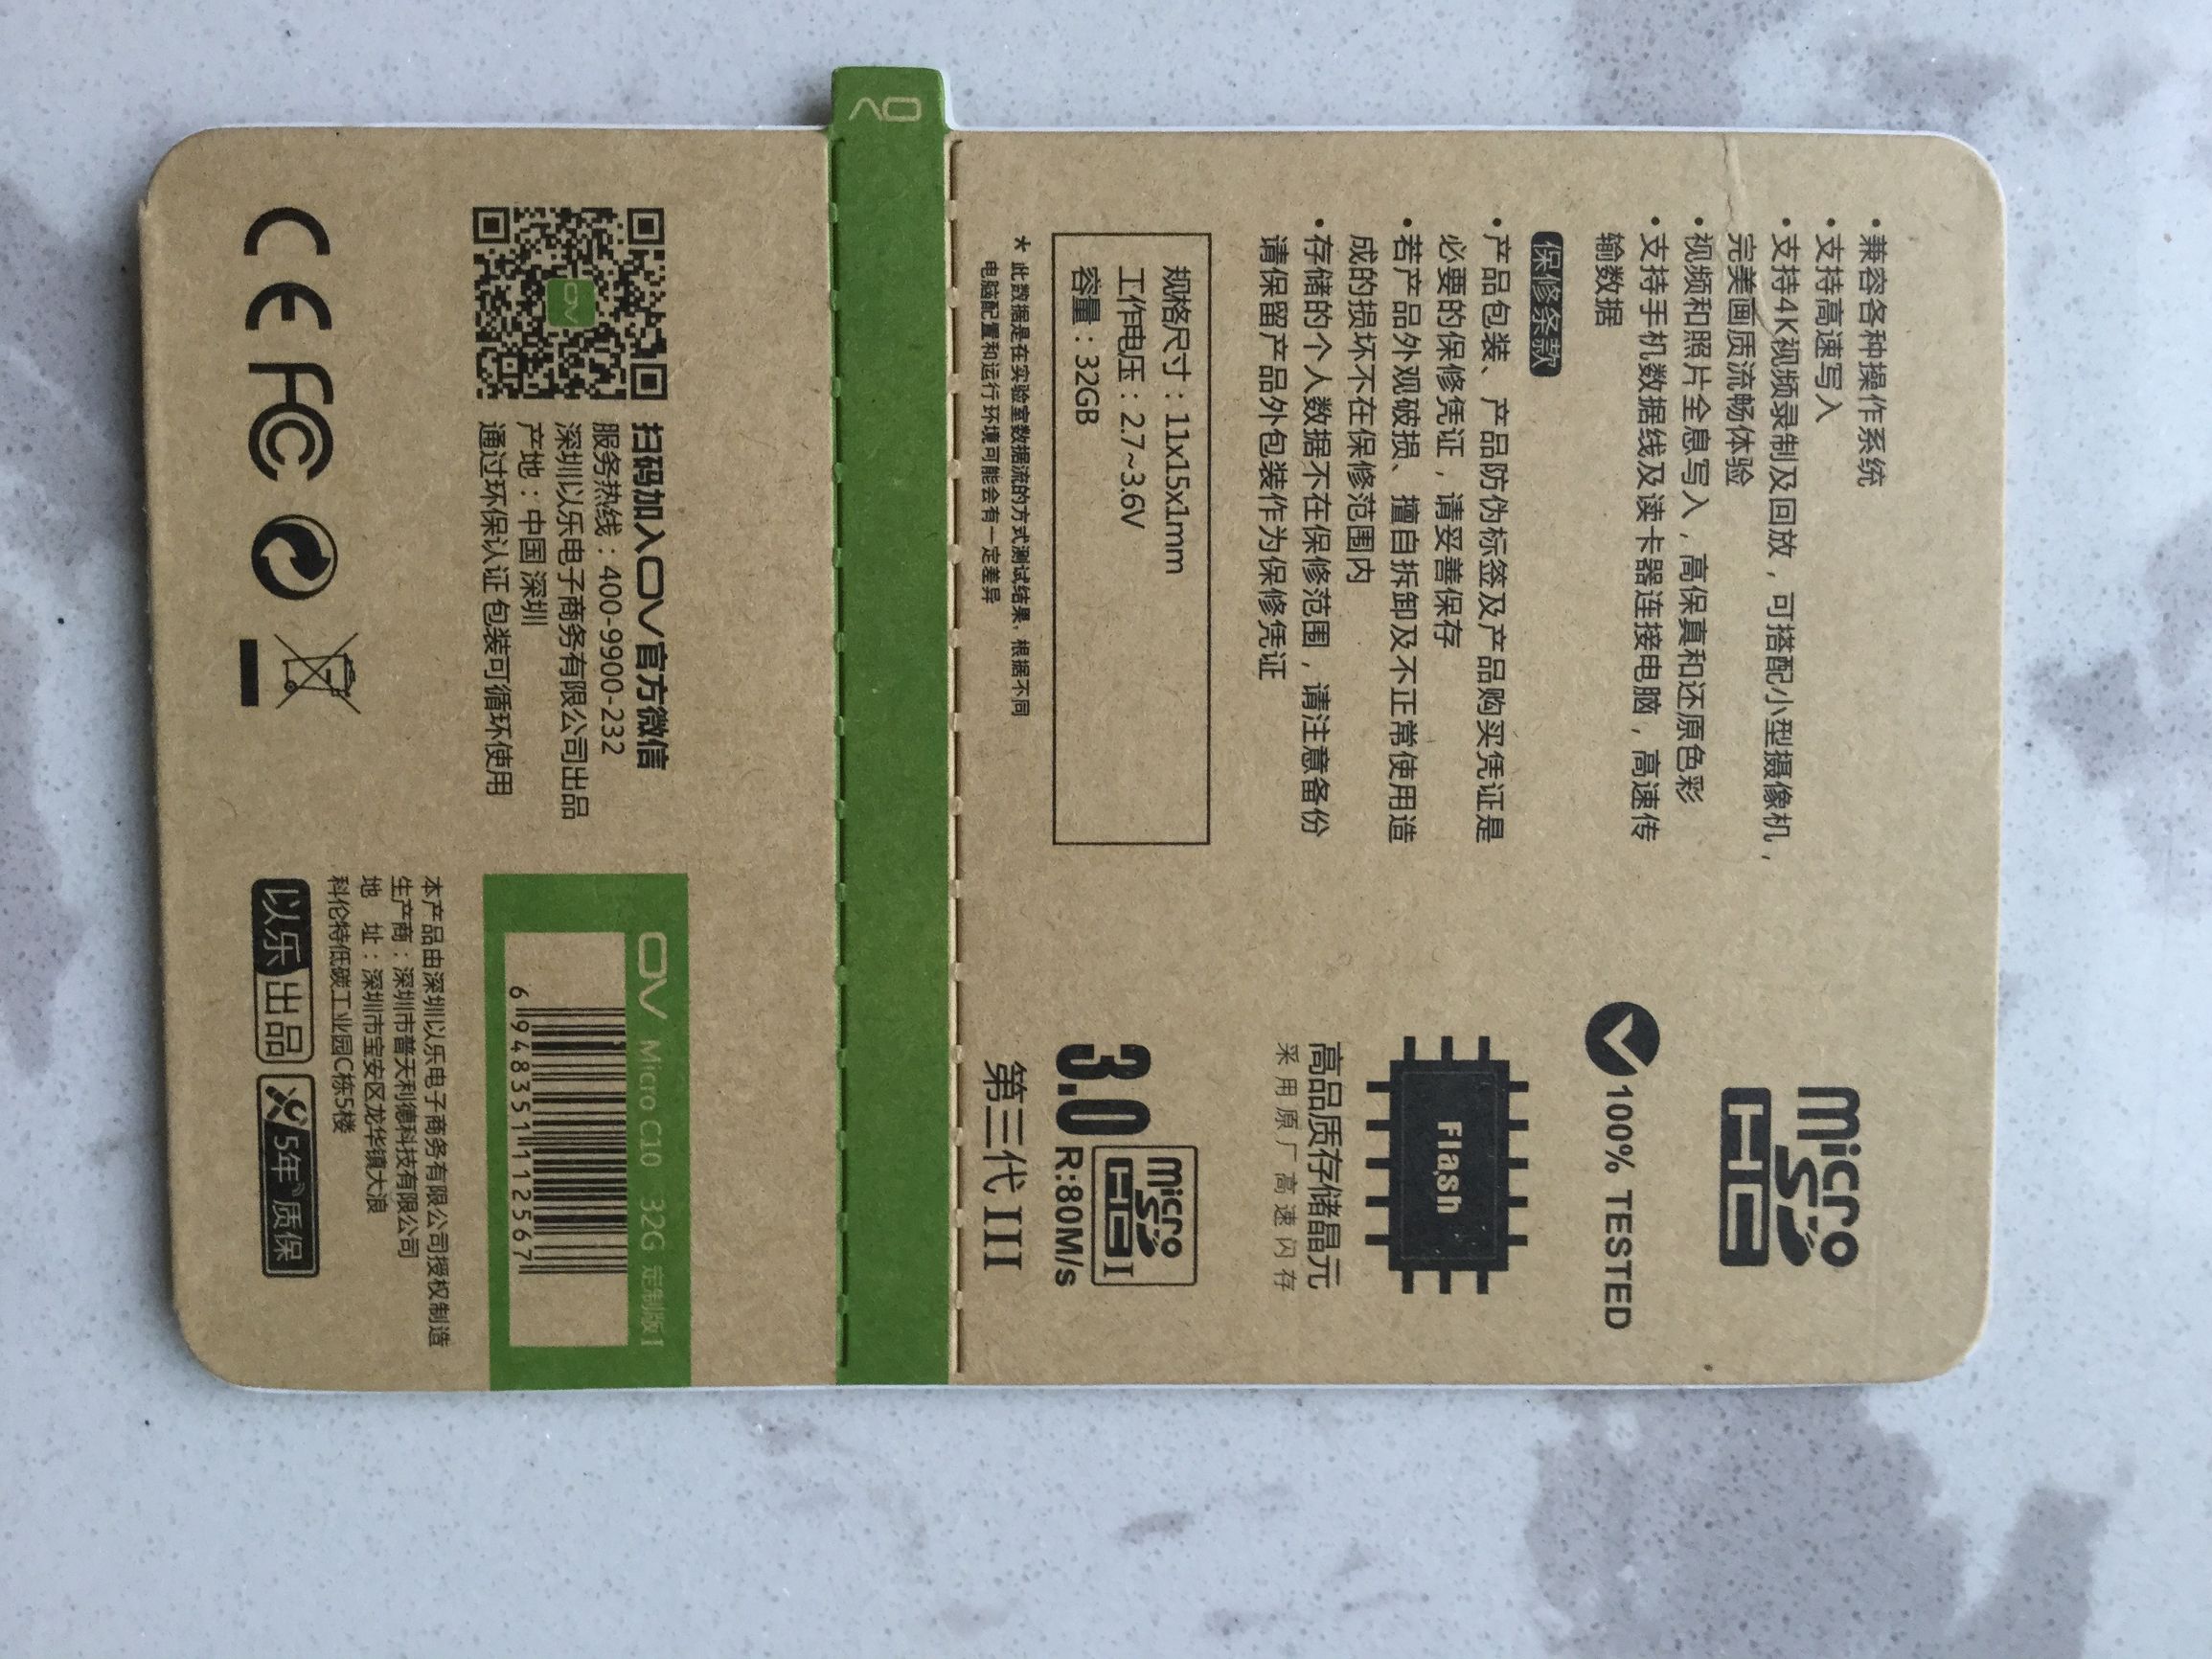 • 兼容各种操作系统
• 支持高速写入
• 支持4K视频录制及回放，可搭配小型摄像机，
完美画质流畅体验
• 视频和照片全息写入，高保真和还原色彩
• 支持手机数据线及读卡器连接电脑，高速传
输数据
保修条款
• 产品包装、产品防伪标签及产品购买凭证是
必要的保修凭证，请妥善保存
• 若产品外观破损、擅自拆卸及不正常使用造
成的损坏不在保修范围内
• 存储的个人数据不在保修范围，请注意备份
请保留产品外包装作为保修凭证
规格尺寸：11x15x1mm
工作电压：2.7~3.6V
容量：32GB
* 此数据是在实验室数据流的方式测试结果，根据不同
电脑配置和运行环境可能会有一定差异
micro
SD
HC
100% TESTED
Flash
高品质存储晶元
采用原厂高速闪存
3.0
micro
SD
HC I
R:80M/s
第三代 III
OV
OV
扫码加入OV官方微信
服务热线：400-9900-232
深圳以乐电子商务有限公司出品
产地：中国 深圳
通过环保认证 包装可循环使用
CE FC
OV Micro C10 32G 定制版I
6 948351 112567
本产品由深圳以乐电子商务有限公司授权制造
生产商：深圳市普天利德科技有限公司
地 址：深圳市宝安区龙华镇大浪
科伦特低碳工业园C栋5楼
以乐 出品 5年质保